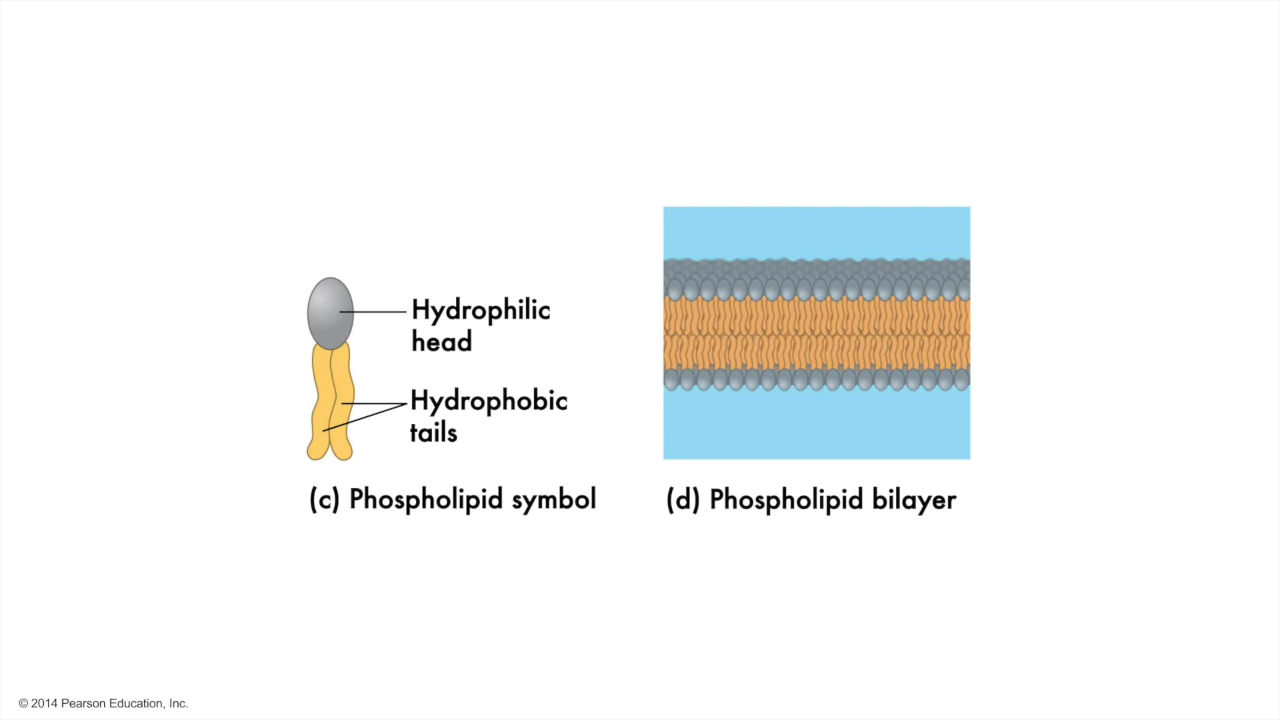 Hydrophilic
head
Hydrophobic
tails
(c) Phospholipid symbol
(d) Phospholipid bilayer
© 2014 Pearson Education, Inc.